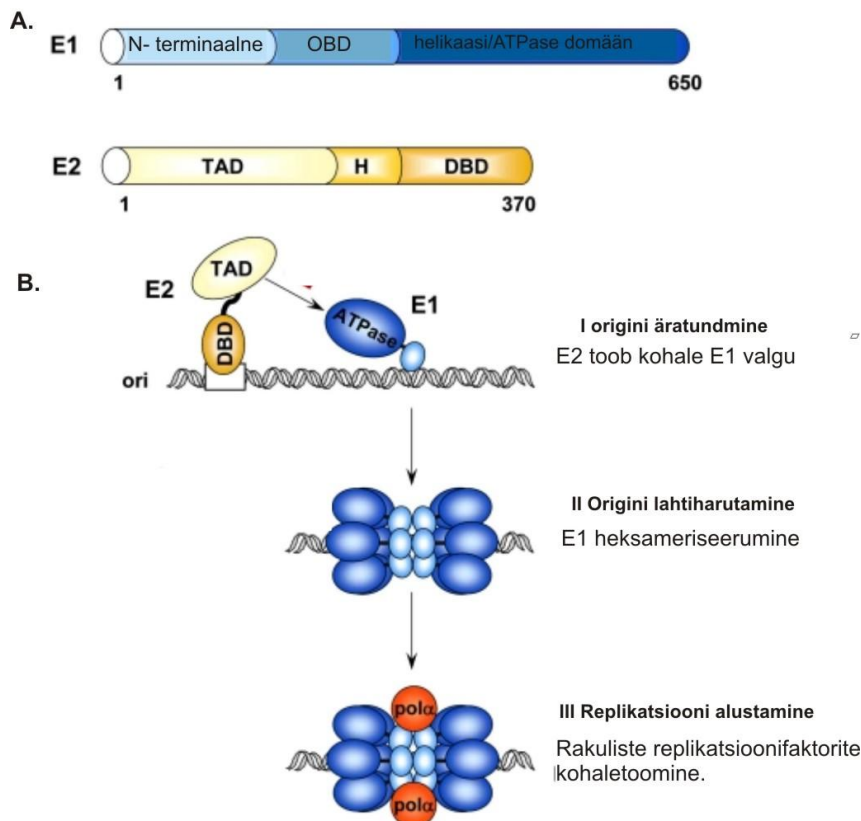 A.
E1
N- terminaalne OBD helikaasi/ATPase domään
1 650
E2
TAD H DBD
1 370
B.
E2
TAD
DBD
ori
E1
ATPase
I origini äratundmine
E2 toob kohale E1 valgu
II Origini lahtiharutamine
E1 heksameriseerumine
polα
polα
III Replikatsiooni alustamine
Rakuliste replikatsioonifaktorite
kohaletoomine.